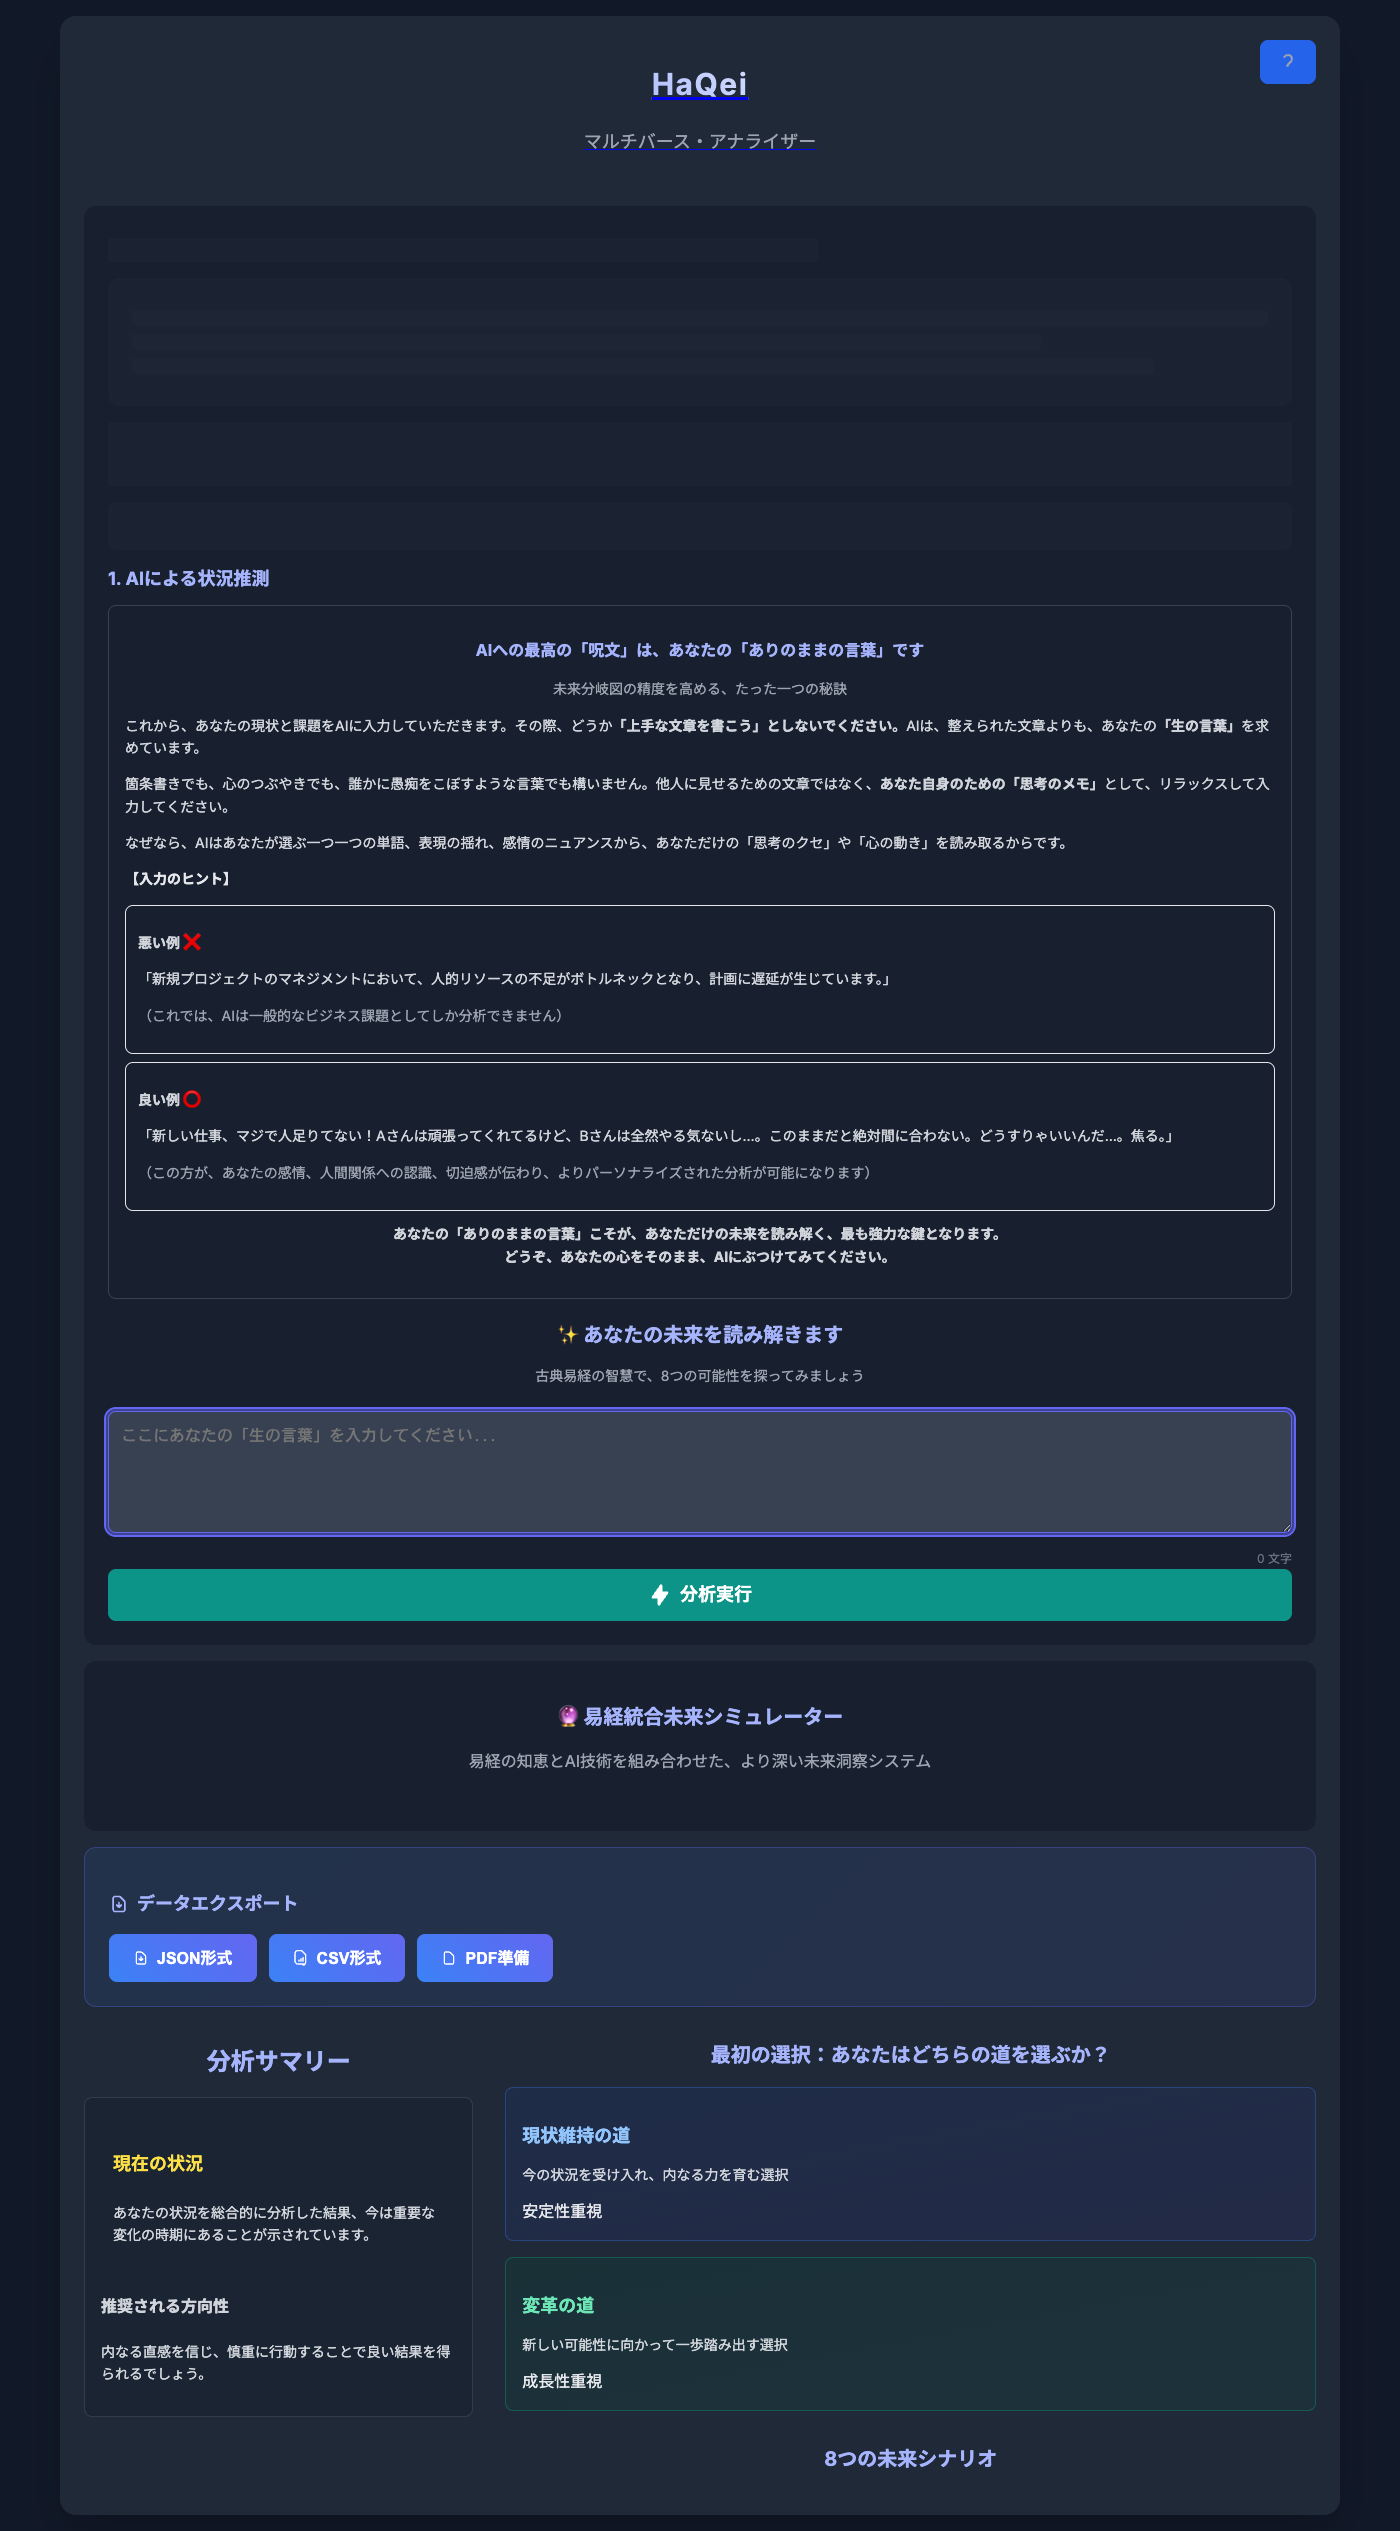 HaQei
?
マルチバース・アナライザー
1. AIによる状況推測
AIへの最高の「呪文」は、あなたの「ありのままの言葉」です
未来分岐図の精度を高める、たった一つの秘訣
これから、あなたの現状と課題をAIに入力していただきます。その際、どうか「上手な文章を書こう」としないでください。AIは、整えられた文章よりも、あなたの「生の言葉」を求
めています。
箇条書きでも、心のつぶやきでも、誰かに愚痴をこぼすような言葉でも構いません。他人に見せるための文章ではなく、あなた自身のための「思考のメモ」として、リラックスして入
力してください。
なぜなら、AIはあなたが選ぶ一つ一つの単語、表現の揺れ、感情のニュアンスから、あなただけの「思考のクセ」や「心の動き」を読み取るからです。
【入力のヒント】
悪い例❌
「新規プロジェクトのマネジメントにおいて、人的リソースの不足がボトルネックとなり、計画に遅延が生じています。」
（これでは、AIは一般的なビジネス課題としてしか分析できません）
良い例⭕
「新しい仕事、マジで人足りてない！Aさんは頑張ってくれてるけど、Bさんは全然やる気ないし…。このままだと絶対間に合わない。どうすりゃいいんだ…。焦る。」
（この方が、あなたの感情、人間関係への認識、切迫感が伝わり、よりパーソナライズされた分析が可能になります）
あなたの「ありのままの言葉」こそが、あなただけの未来を読み解く、最も強力な鍵となります。
どうぞ、あなたの心をそのまま、AIにぶつけてみてください。
✨ あなたの未来を読み解きます
古典易経の智慧で、8つの可能性を探ってみましょう
ここにあなたの「生の言葉」を入力してください...
0 文字
分析実行
🔮 易経統合未来シミュレーター
易経の知恵とAI技術を組み合わせた、より深い未来洞察システム
データエクスポート
JSON形式
CSV形式
PDF準備
分析サマリー
現在の状況
あなたの状況を総合的に分析した結果、今は重要な
変化の時期にあることが示されています。
推奨される方向性
内なる直感を信じ、慎重に行動することで良い結果を得
られるでしょう。
最初の選択：あなたはどちらの道を選ぶか？
現状維持の道
今の状況を受け入れ、内なる力を育む選択
安定性重視
変革の道
新しい可能性に向かって一歩踏み出す選択
成長性重視
8つの未来シナリオ